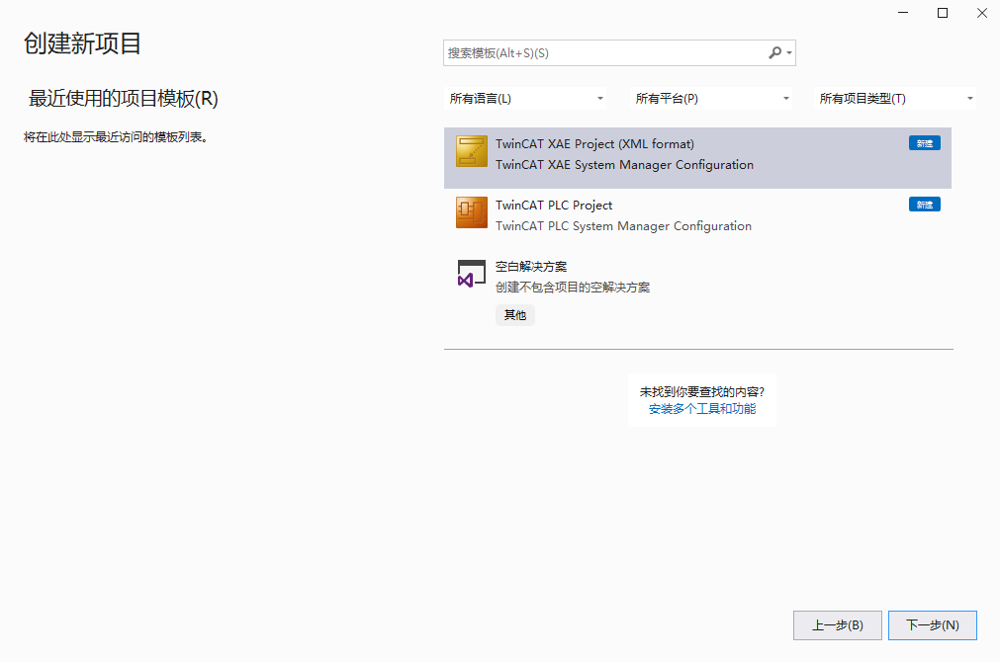 创建新项目
最近使用的项目模板(R)
将在此处显示最近访问的模板列表。
搜索模板(Alt+S)(S)
所有语言(L) 所有平台(P) 所有项目类型(T)
TwinCAT XAE Project (XML format) 新建
TwinCAT XAE System Manager Configuration
TwinCAT PLC Project 新建
TwinCAT PLC System Manager Configuration
空白解决方案
创建不包含项目的空解决方案
其他
未找到你要查找的内容?
安装多个工具和功能
上一步(B) 下一步(N)